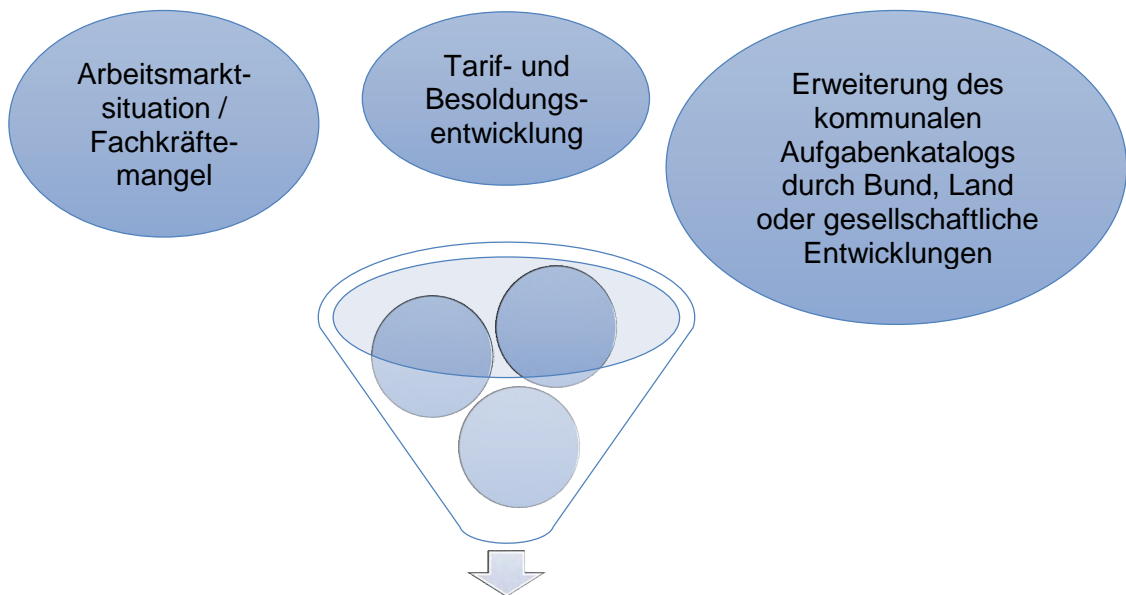 Arbeitsmarkt-
situation /
Fachkräfte-
mangel
Tarif- und
Besoldungs-
entwicklung
Erweiterung des
kommunalen
Aufgabenkatalogs
durch Bund, Land
oder gesellschaftliche
Entwicklungen